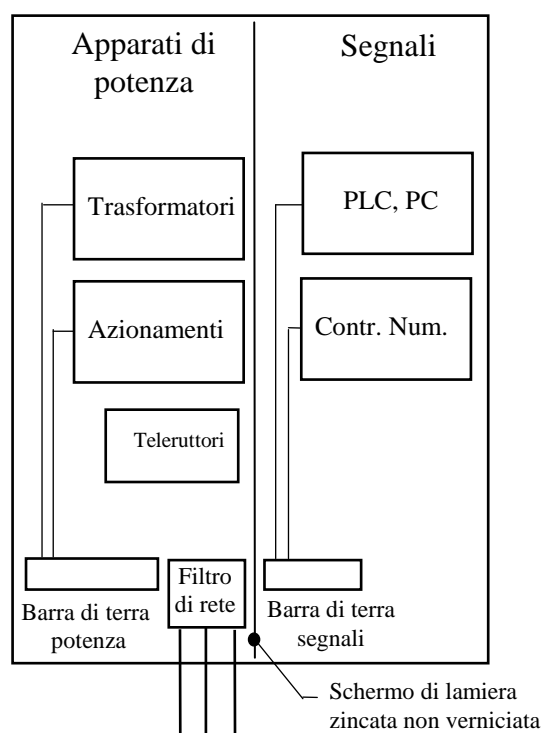 Apparati di
potenza
Segnali
Trasformatori
PLC, PC
Azionamenti
Contr. Num.
Teleruttori
Filtro
di rete
Barra di terra
potenza
Barra di terra
segnali
Schermo di lamiera
zincata non verniciata